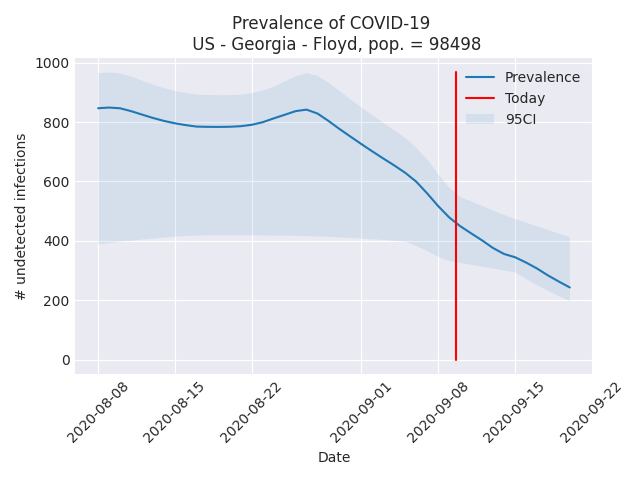 Prevalence of COVID-19
US - Georgia - Floyd, pop. = 98498
1000
800
600
400
200
0
# undetected infections
Prevalence
Today
95CI
2020-08-08
2020-08-15
2020-08-22
2020-09-01
2020-09-08
2020-09-15
2020-09-22
Date